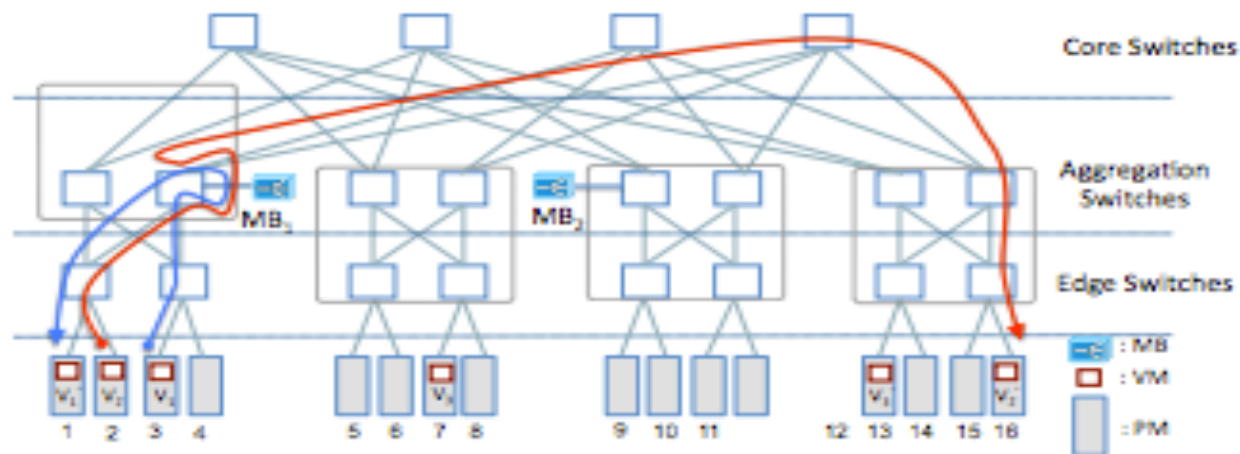 Core Switches
Aggregation
Switches
MB₁
MB₂
Edge Switches
: MB
: VM
: PM
1 2 3 4 5 6 7 8 9 10 11 12 13 14 15 16